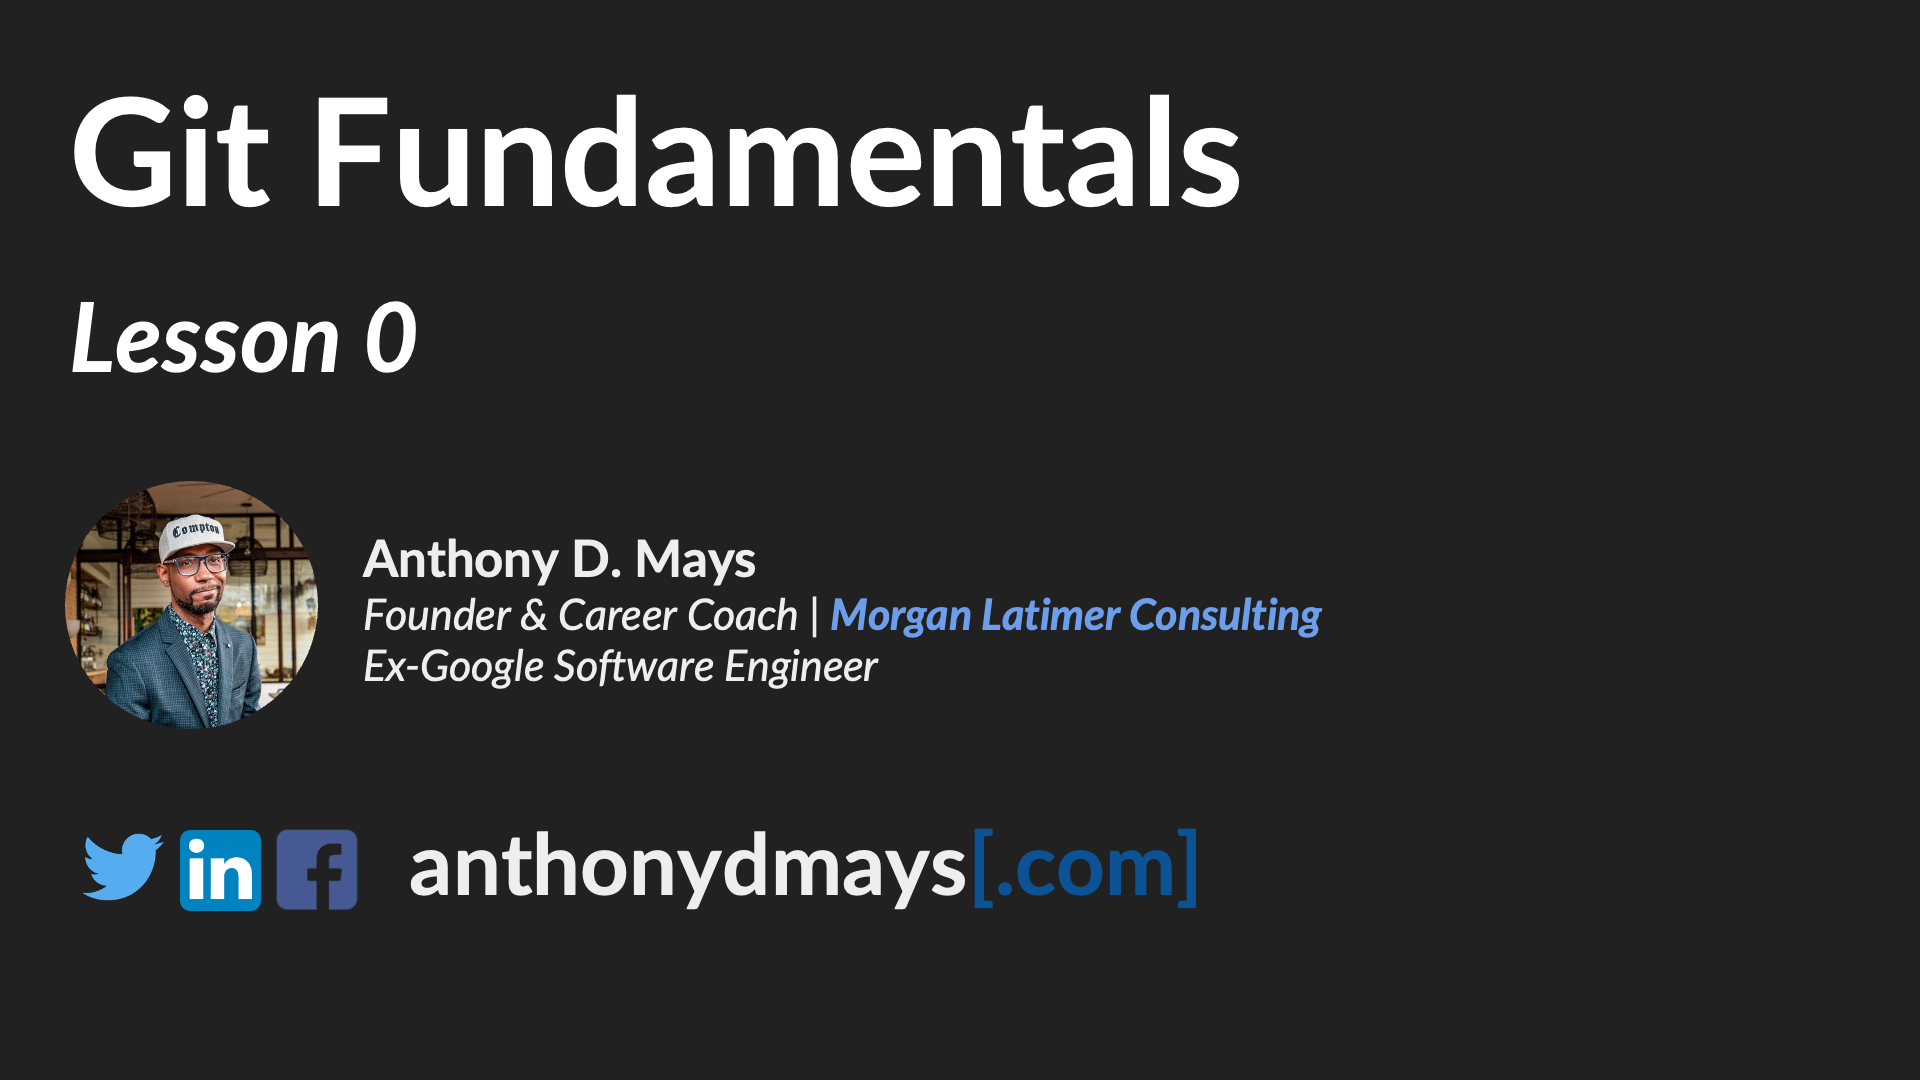 Git Fundamentals
Lesson 0
Compton
Anthony D. Mays
Founder & Career Coach | Morgan Latimer Consulting
Ex-Google Software Engineer
in f anthonydmays[.com]